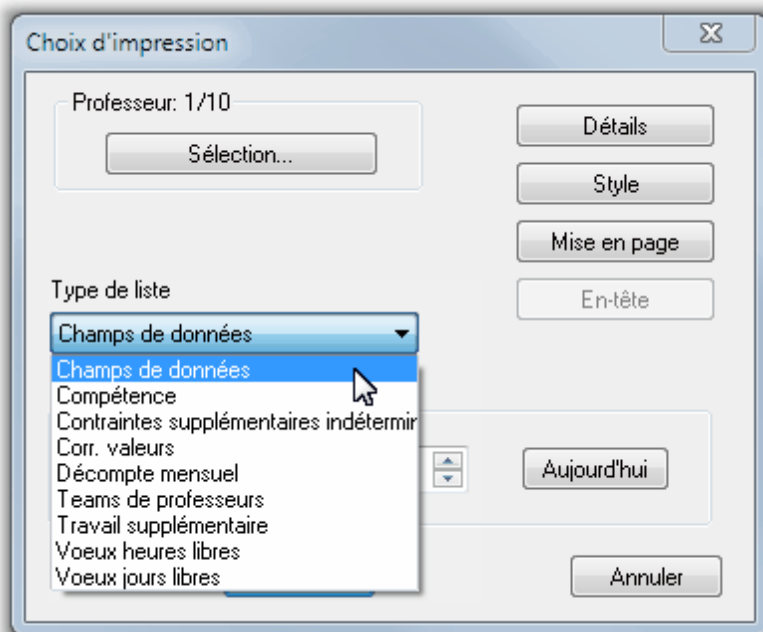 Choix d'impression
Professeur: 1/10
Sélection...
Détails
Style
Mise en page
En-tête
Type de liste
Champs de données
Champs de données
Compétence
Contraintes supplémentaires indétermin
Corr. valeurs
Décompte mensuel
Teams de professeurs
Travail supplémentaire
Voeux heures libres
Voeux jours libres
Aujourd'hui
Annuler